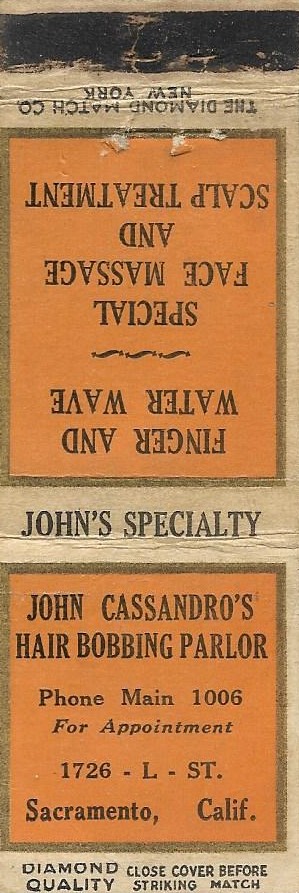 THE DIAMOND MATCH CO.
NEW YORK
FINGER AND
WATER WAVE
SPECIAL
FACE MASSAGE
AND
SCALP TREATMENT
JOHN'S SPECIALTY
JOHN CASSANDRO'S
HAIR BOBBING PARLOR
Phone Main 1006
For Appointment
1726 - L - ST.
Sacramento, Calif.
DIAMOND QUALITY
CLOSE COVER BEFORE
STRIKING MATCH